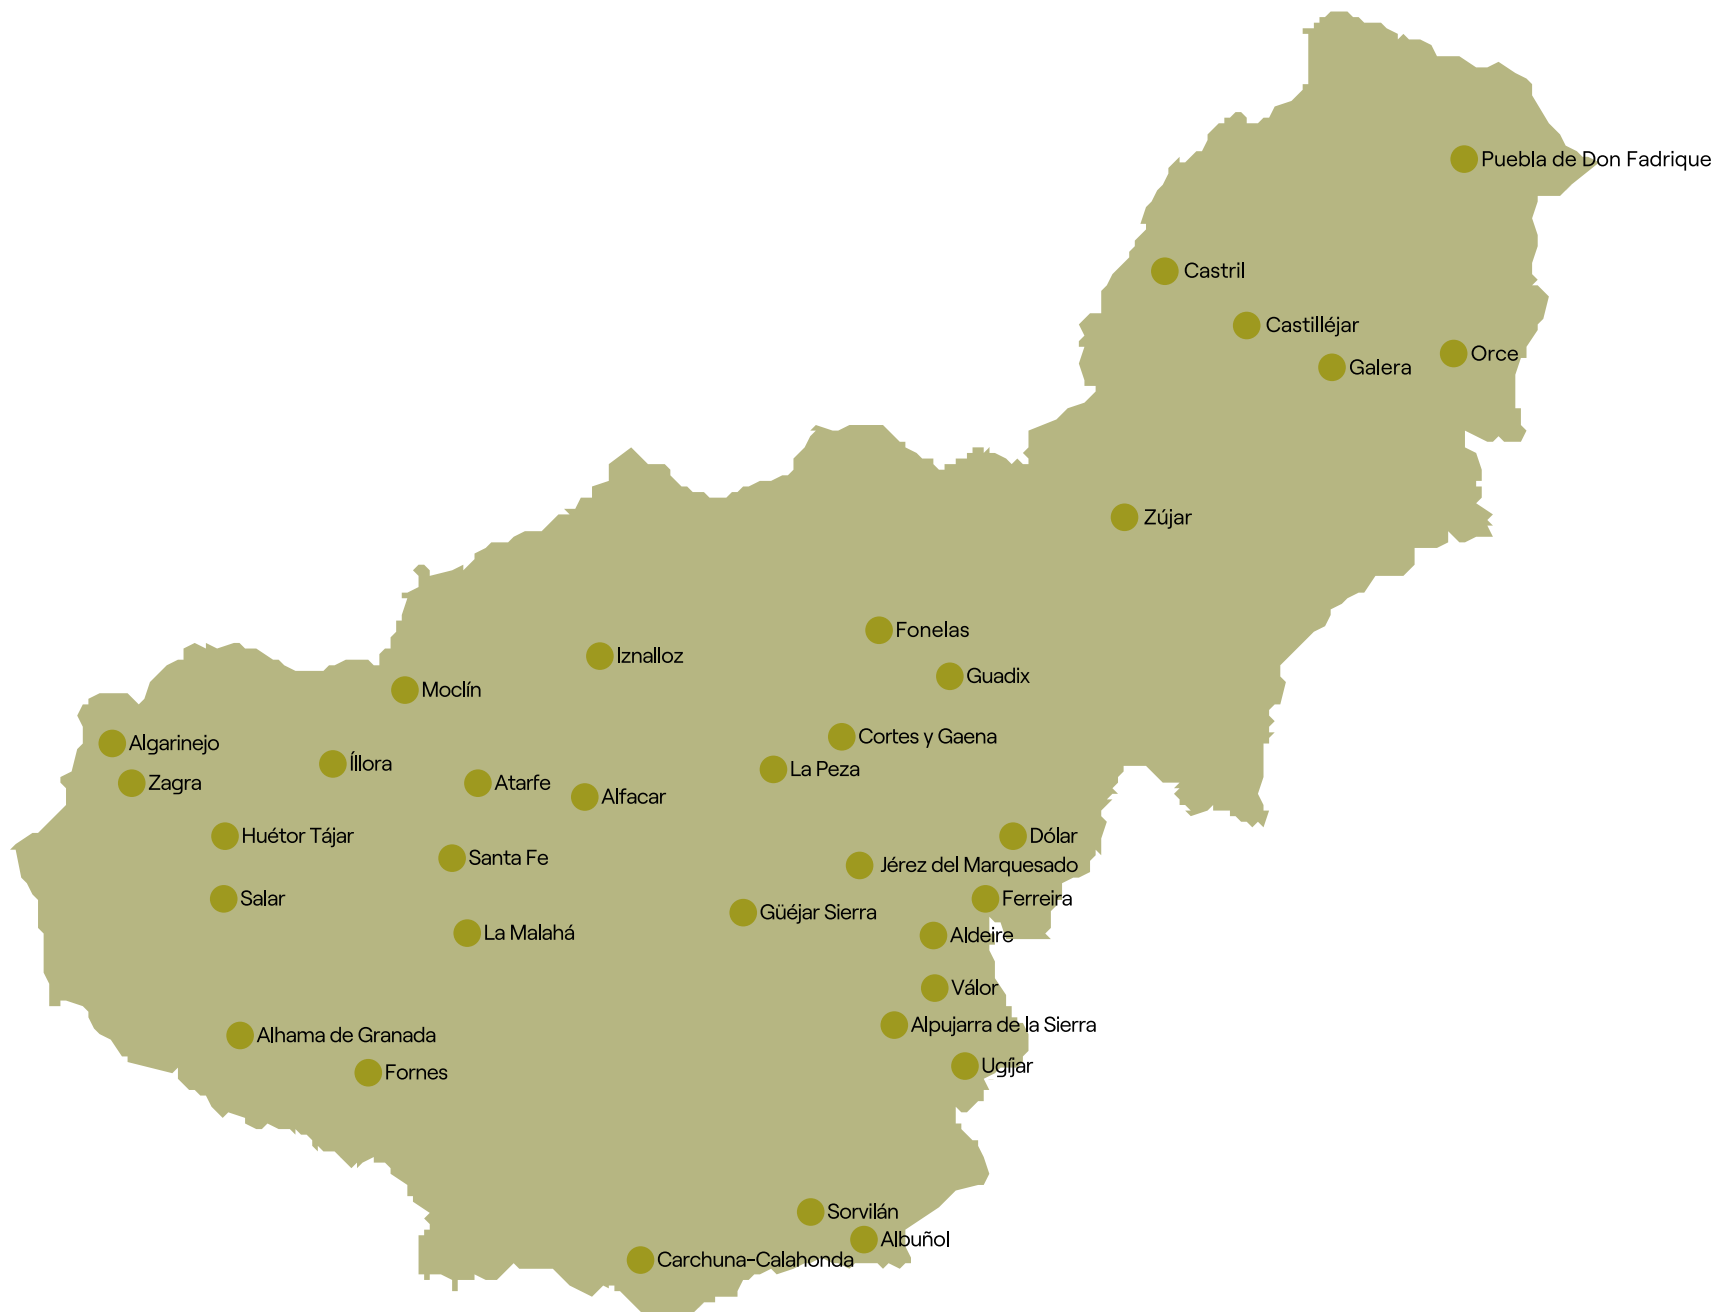 Puebla de Don Fadrique
Castril
Castilléjar
Orce
Galera
Zújar
Fonelas
Iznalloz
Guadix
Moclín
Cortes y Gaena
Algarinejo
Íllora
La Peza
Zagra
Atarfe
Alfacar
Huétor Tájar
Dólar
Santa Fe
Jérez del Marquesado
Salar
Ferreira
Güéjar Sierra
La Malahá
Aldeire
Válor
Alpujarra de la Sierra
Alhama de Granada
Ugíjar
Fornes
Sorvilán
Albuñol
Carchuna-Calahonda